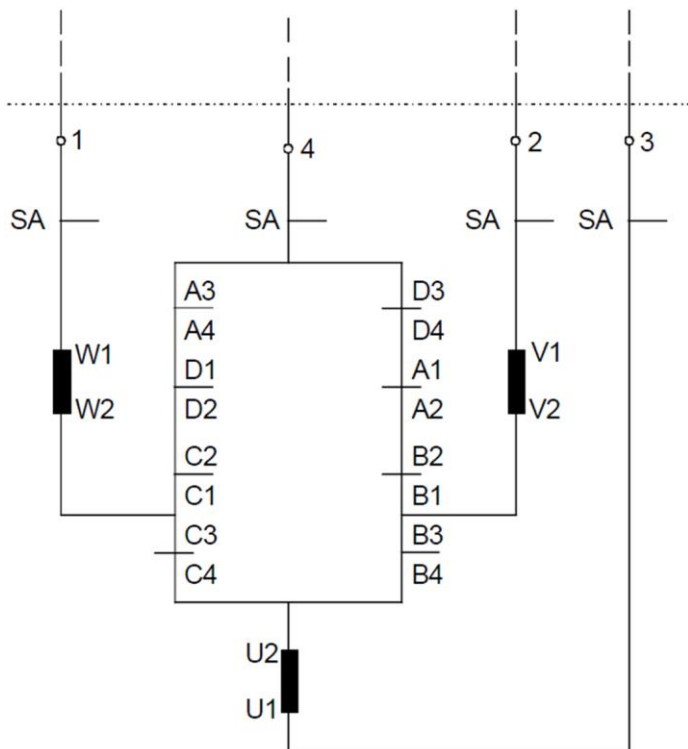 1 4 2 3
SA SA SA SA
A3 D3
A4 D4
W1 D1 A1 V1
W2 D2 A2 V2
C2 B2
C1 B1
C3 B3
C4 B4
U2
U1